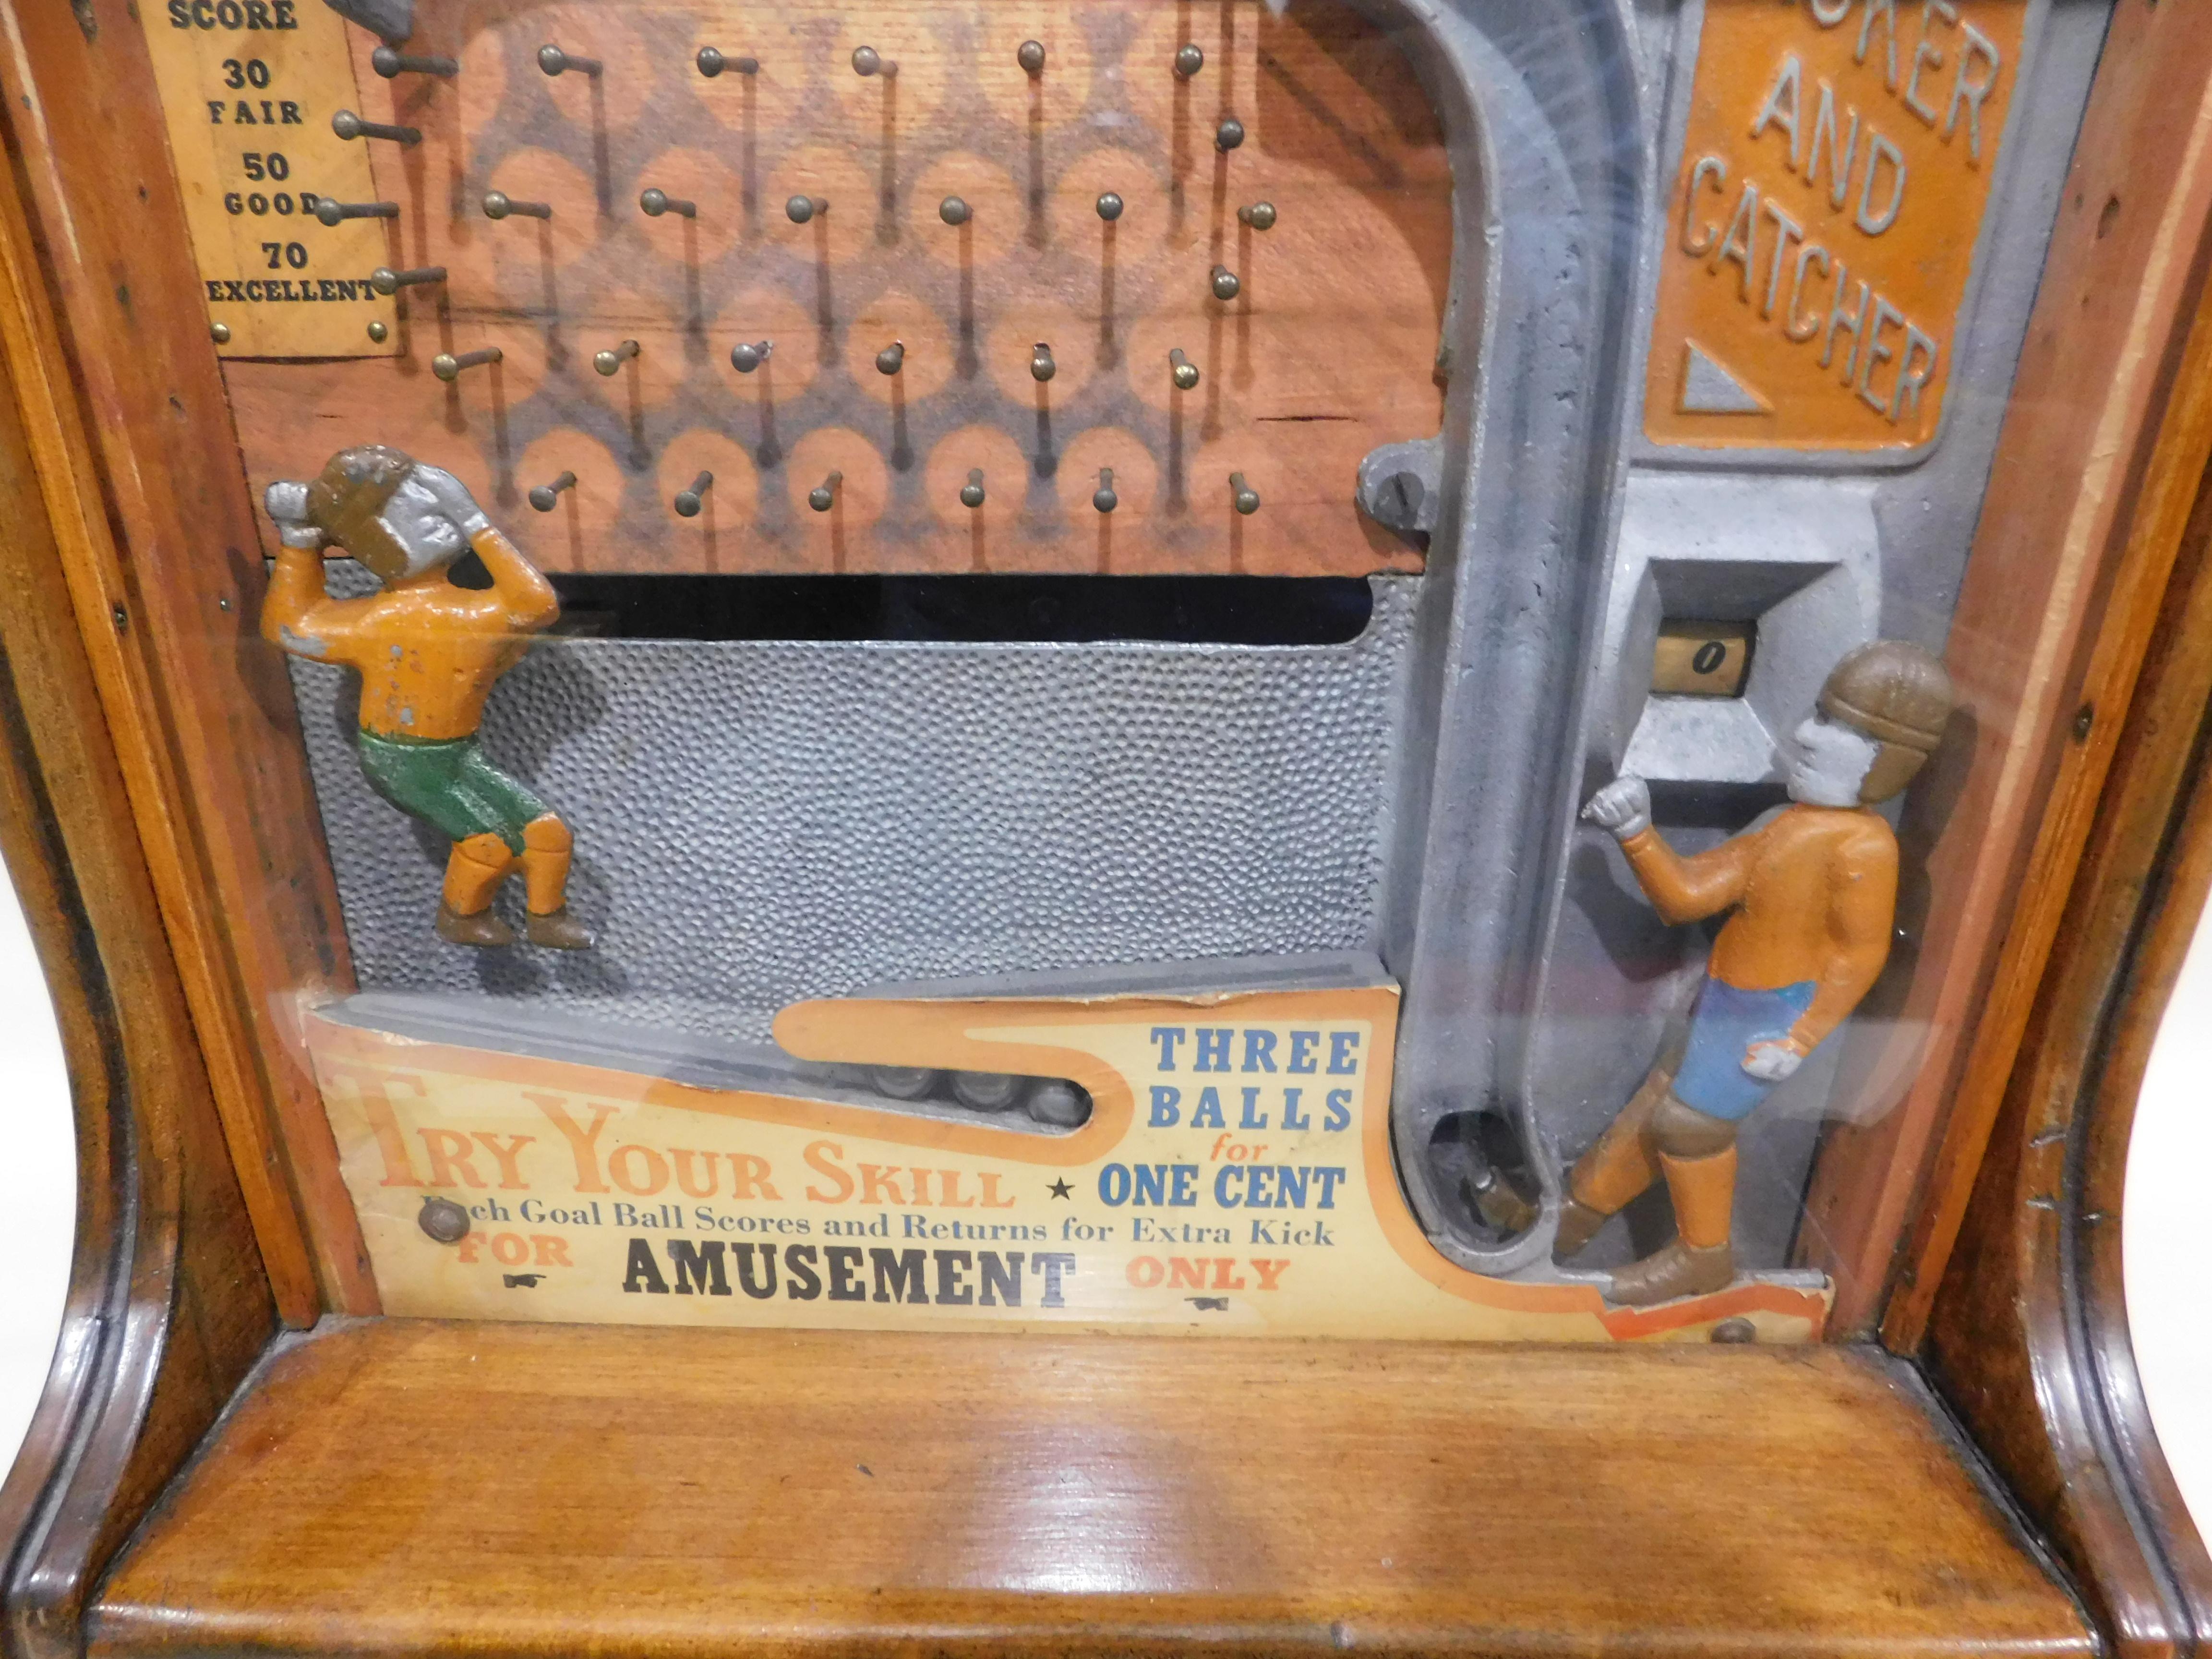 SCORE
30
FAIR
50
GOOD
70
EXCELLENT
AND
CATCHER
0
THREE
BALLS
for
ONE CENT
TRY YOUR SKILL ★
Goal Ball Scores and Returns for Extra Kick
FOR AMUSEMENT ONLY